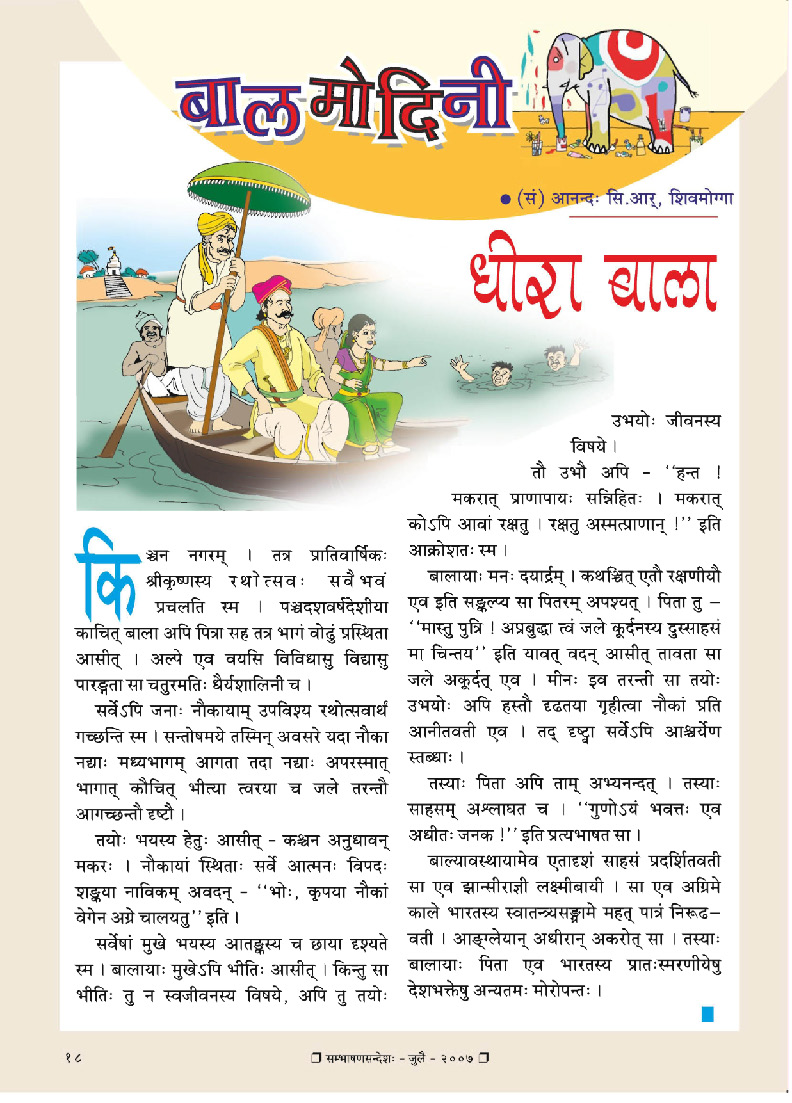 बालमोदिनी
● (सं) आनन्दः सि.आर्, शिवमोग्गा
धीरा बाला
किञ्चन नगरम् । तत्र प्रातिवार्षिकः
श्रीकृष्णस्य रथोत्सवः सवैभवं
प्रचलति स्म । पञ्चदशवर्षदेशीया
काचित् बाला अपि पित्रा सह तत्र भागं वोढुं प्रस्थिता
आसीत् । अल्पे एव वयसि विविधासु विद्यासु
पारङ्गता सा चतुरमतिः धैर्यशालिनी च ।
सर्वेऽपि जनाः नौकायाम् उपविश्य रथोत्सवार्थं
गच्छन्ति स्म । सन्तोषमये तस्मिन् अवसरे यदा नौका
नद्याः मध्यभागम् आगता तदा नद्याः अपरस्मात्
भागात् कौचित् भीत्या त्वरया च जले तरन्तौ
आगच्छन्तौ दृष्टौ ।
तयोः भयस्य हेतुः आसीत् - कश्चन अनुधावन्
मकरः । नौकायां स्थिताः सर्वे आत्मनः विपदः
शङ्कया नाविकम् अवदन् - ‘‘भोः, कृपया नौकां
वेगेन अग्रे चालयतु’’ इति ।
सर्वेषां मुखे भयस्य आतङ्कस्य च छाया दृश्यते
स्म । बालायाः मुखेऽपि भीतिः आसीत् । किन्तु सा
भीतिः तु न स्वजीवनस्य विषये, अपि तु तयोः
उभयोः जीवनस्य
विषये ।
तौ उभौ अपि - ‘‘हन्त !
मकरात् प्राणापायः सन्निहितः । मकरात्
कोऽपि आवां रक्षतु । रक्षतु अस्मत्प्राणान् !’’ इति
आक्रोशतः स्म ।
बालायाः मनः दयार्द्रम् । कथञ्चित् एतौ रक्षणीयौ
एव इति सङ्कल्प्य सा पितरम् अपश्यत् । पिता तु –
‘‘मास्तु पुत्रि ! अप्रबुद्धा त्वं जले कूर्दनस्य दुस्साहसं
मा चिन्तय’’ इति यावत् वदन् आसीत् तावता सा
जले अकूर्दत् एव । मीनः इव तरन्ती सा तयोः
उभयोः अपि हस्तौ दृढतया गृहीत्वा नौकां प्रति
आनीतवती एव । तद् दृष्ट्वा सर्वेऽपि आश्चर्येण
स्तब्धाः ।
तस्याः पिता अपि ताम् अभ्यनन्दत् । तस्याः
साहसम् अश्लाघत च । ‘‘गुणोऽयं भवत्तः एव
अधीतः जनक !’’ इति प्रत्यभाषत सा ।
बाल्यावस्थायामेव एतादृशं साहसं प्रदर्शितवती
सा एव झान्सीराज्ञी लक्ष्मीबायी । सा एव अग्रिमे
काले भारतस्य स्वातन्त्र्यसङ्ग्रामे महत् पात्रं निरूढ–
वती । आङ्ग्लेयान् अधीरान् अकरोत् सा । तस्याः
बालायाः पिता एव भारतस्य प्रातःस्मरणीयेषु
देशभक्तेषु अन्यतमः मोरोपन्तः ।
१८
❐ सम्भाषणसन्देशः - जुलै - २००७ ❐